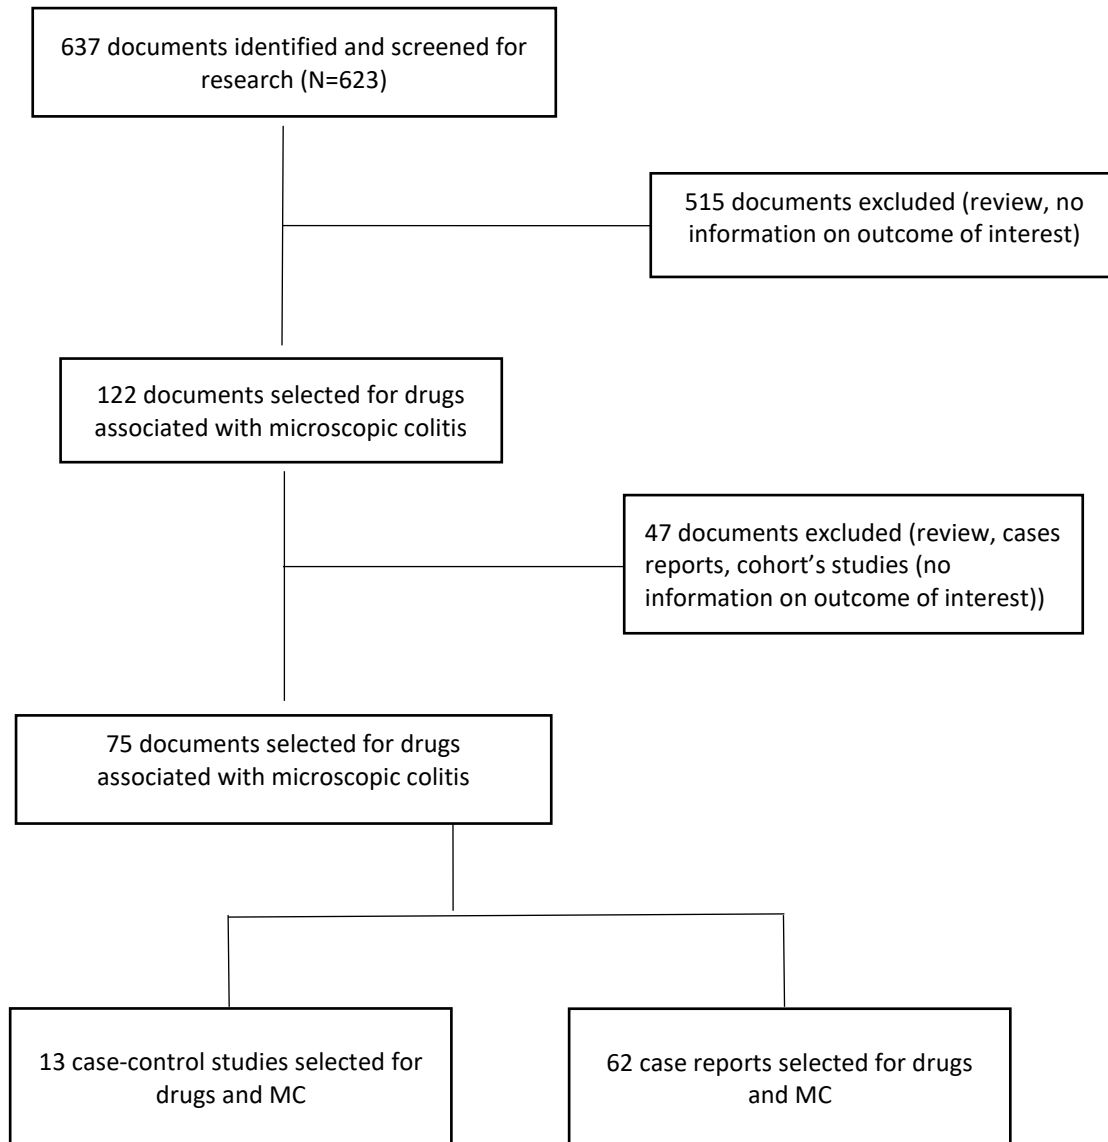 637 documents identified and screened for
research (N=623)
515 documents excluded (review, no
information on outcome of interest)
122 documents selected for drugs
associated with microscopic colitis
47 documents excluded (review, cases
reports, cohort’s studies (no
information on outcome of interest))
75 documents selected for drugs
associated with microscopic colitis
13 case-control studies selected for
drugs and MC
62 case reports selected for drugs
and MC